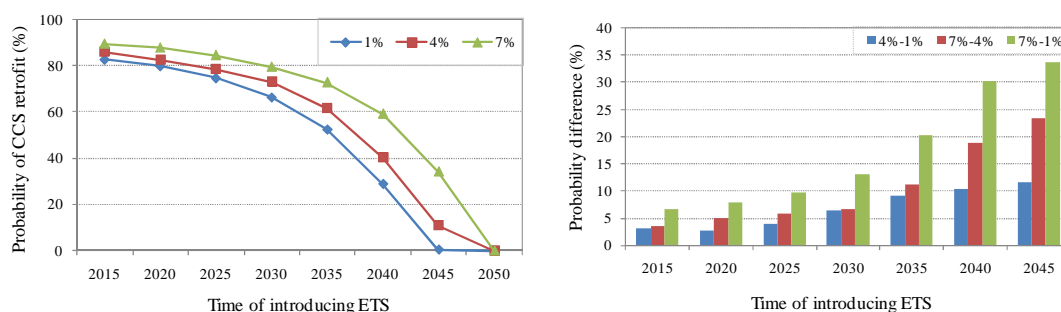 Probability of CCS retrofit (%)
100
80
60
40
20
0
1% 4% 7%
2015 2020 2025 2030 2035 2040 2045 2050
Time of introducing ETS
Probability difference (%)
40
35
30
25
20
15
10
5
0
4%-1% 7%-4% 7%-1%
2015 2020 2025 2030 2035 2040 2045
Time of introducing ETS